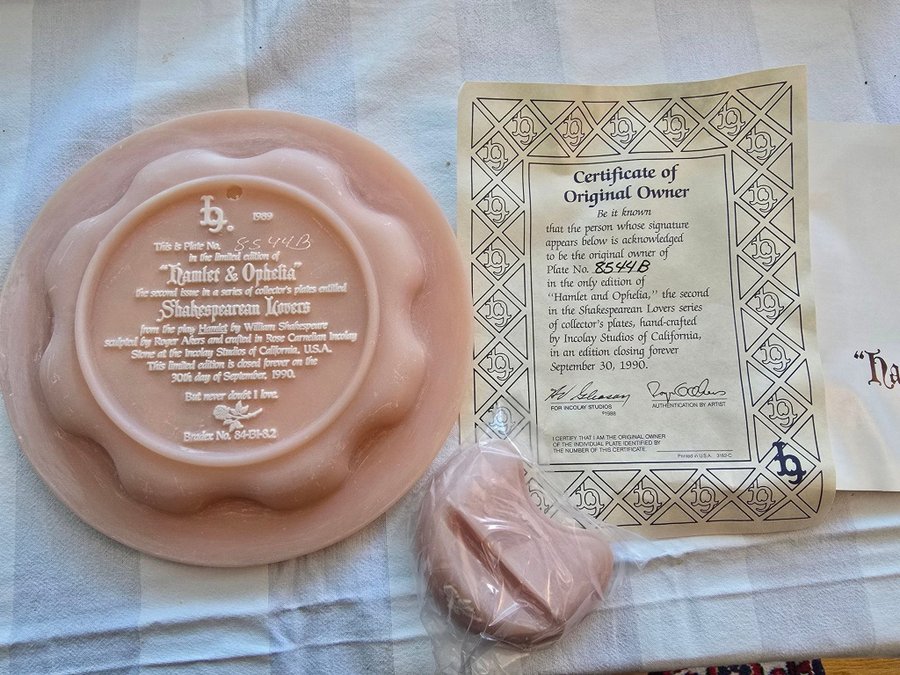 1989
This is Plate No. 8544B
in the limited edition of
"Hamlet & Ophelia"
the second issue in a series of collector's plates entitled
Shakespearean Lovers
from the play Hamlet by William Shakespeare
sculpted by Roger Akers and crafted in Rose Carnelian Incolay
Stone at the Incolay Studios of California, U.S.A.
This limited edition is closed forever on the
30th day of September, 1990.
But never doubt I love.
Bradex No. 84-I31-8.2
Certificate of
Original Owner
Be it known
that the person whose signature
appears below is acknowledged
to be the original owner of
Plate No. 8544B
in the only edition of
"Hamlet and Ophelia," the second
in the Shakespearean Lovers series
of collector's plates, hand-crafted
by Incolay Studios of California,
in an edition closing forever
September 30, 1990.
FOR INCOLAY STUDIOS
©1988
AUTHENTICATION BY ARTIST
I CERTIFY THAT I AM THE ORIGINAL OWNER
OF THE INDIVIDUAL PLATE IDENTIFIED BY
THE NUMBER OF THIS CERTIFICATE
Printed in U.S.A. 3162-C
"Ha